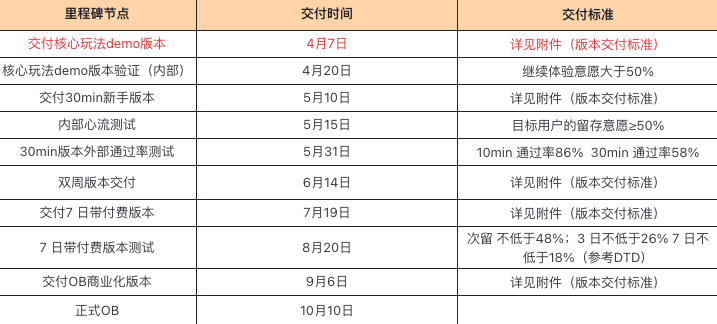 里程碑节点 交付时间 交付标准
交付核心玩法demo版本 4月7日 详见附件（版本交付标准）
核心玩法demo版本验证（内部） 4月20日 继续体验意愿大于50%
交付30min新手版本 5月10日 详见附件（版本交付标准）
内部心流测试 5月15日 目标用户的留存意愿≥50%
30min版本外部通过率测试 5月31日 10min 通过率86% 30min 通过率58%
双周版本交付 6月14日 详见附件（版本交付标准）
交付7 日带付费版本 7月19日 详见附件（版本交付标准）
7 日带付费版本测试 8月20日 次留 不低于48%；3 日不低于26% 7 日不
低于18%（参考DTD）
交付OB商业化版本 9月6日 详见附件（版本交付标准）
正式OB 10月10日